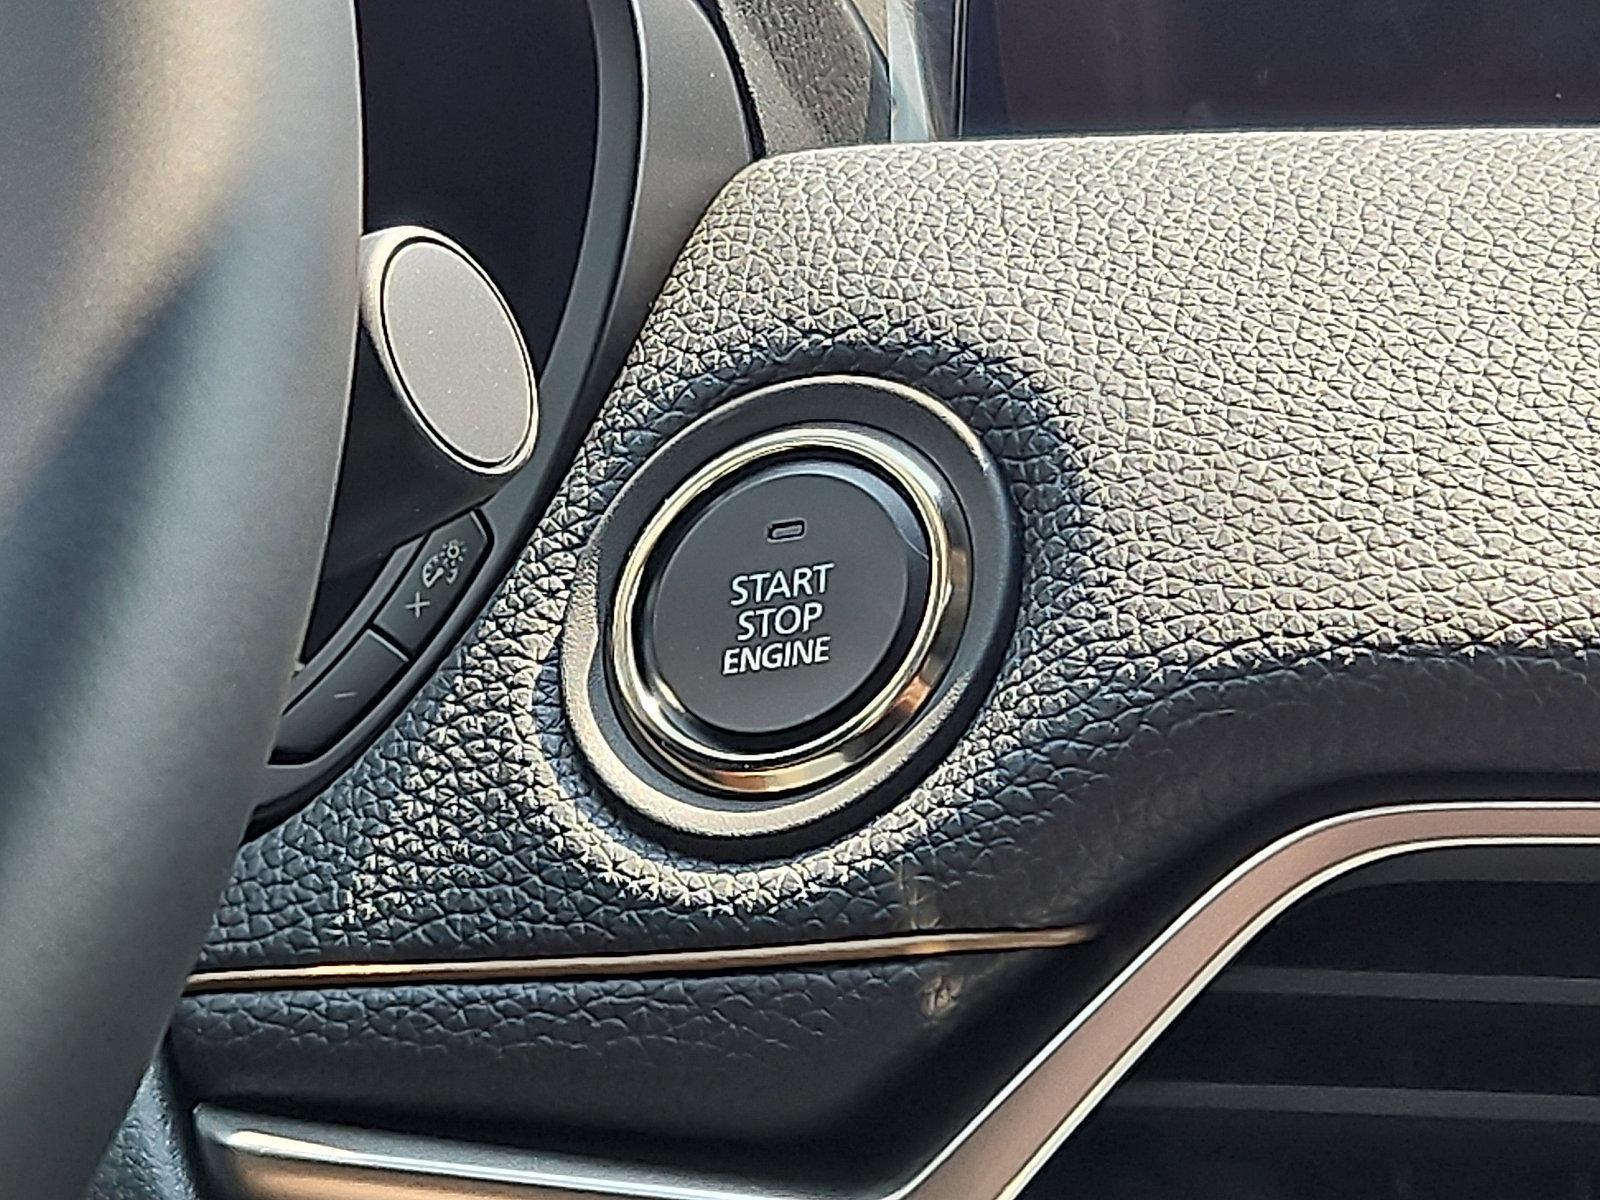 START
STOP
ENGINE
+
-